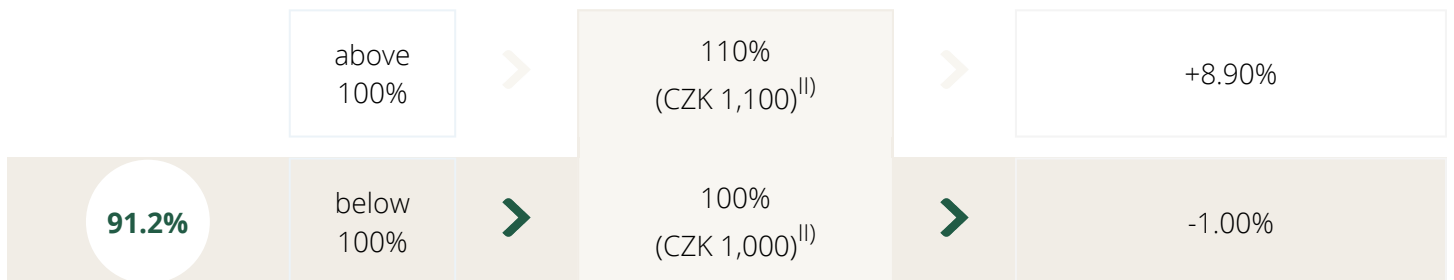 above
100%
110%
(CZK 1,100)II)
+8.90%
91.2%
below
100%
100%
(CZK 1,000)II)
-1.00%